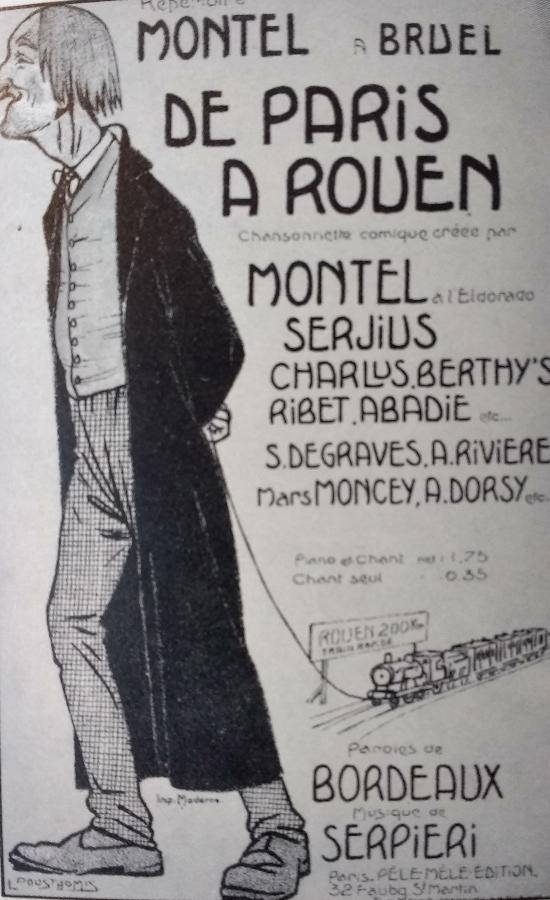 Répertoire
MONTEL A BRUEL
DE PARiS
A ROUEN
Chansonnette comique créée par
MONTEL à l'Eldorado
SERJiUS
CHARLUS, BERTHY'S
RiBET, ABADiE etc...
S. DEGRAVES, A. RiViERE
Mars MONCEY, A. DORSY etc.
Piano et Chant net: 1,75
Chant seul - 0.35
ROUEN 200Km
Paroles de
BORDEAUX
Imp. Moderne
Musique de
SERPiERi
Paris. PÊLE-MÊLE-ÉDITION.
32 Faubg St Martin